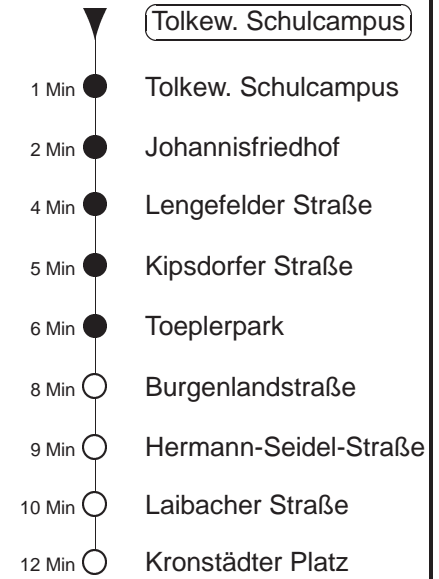 Tolkew. Schulcampus
1 Min Tolkew. Schulcampus
2 Min Johannisfriedhof
4 Min Lengefelder Straße
5 Min Kipsdorfer Straße
6 Min Toeplerpark
8 Min Burgenlandstraße
9 Min Hermann-Seidel-Straße
10 Min Laibacher Straße
12 Min Kronstädter Platz